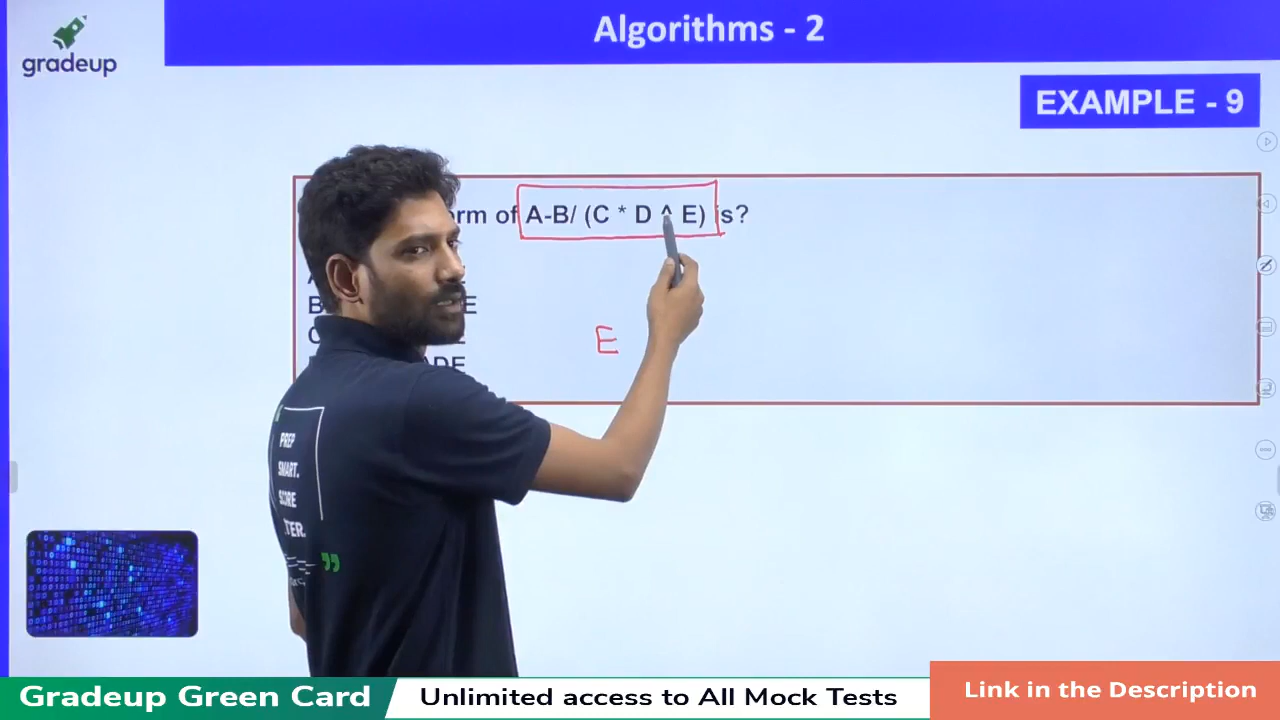 Algorithms - 2
gradeup
EXAMPLE - 9
of A-B/ (C * D ^ E) is?
E
E
PREP
SMART.
SCORE
Gradeup Green Card
Unlimited access to All Mock Tests
Link in the Description